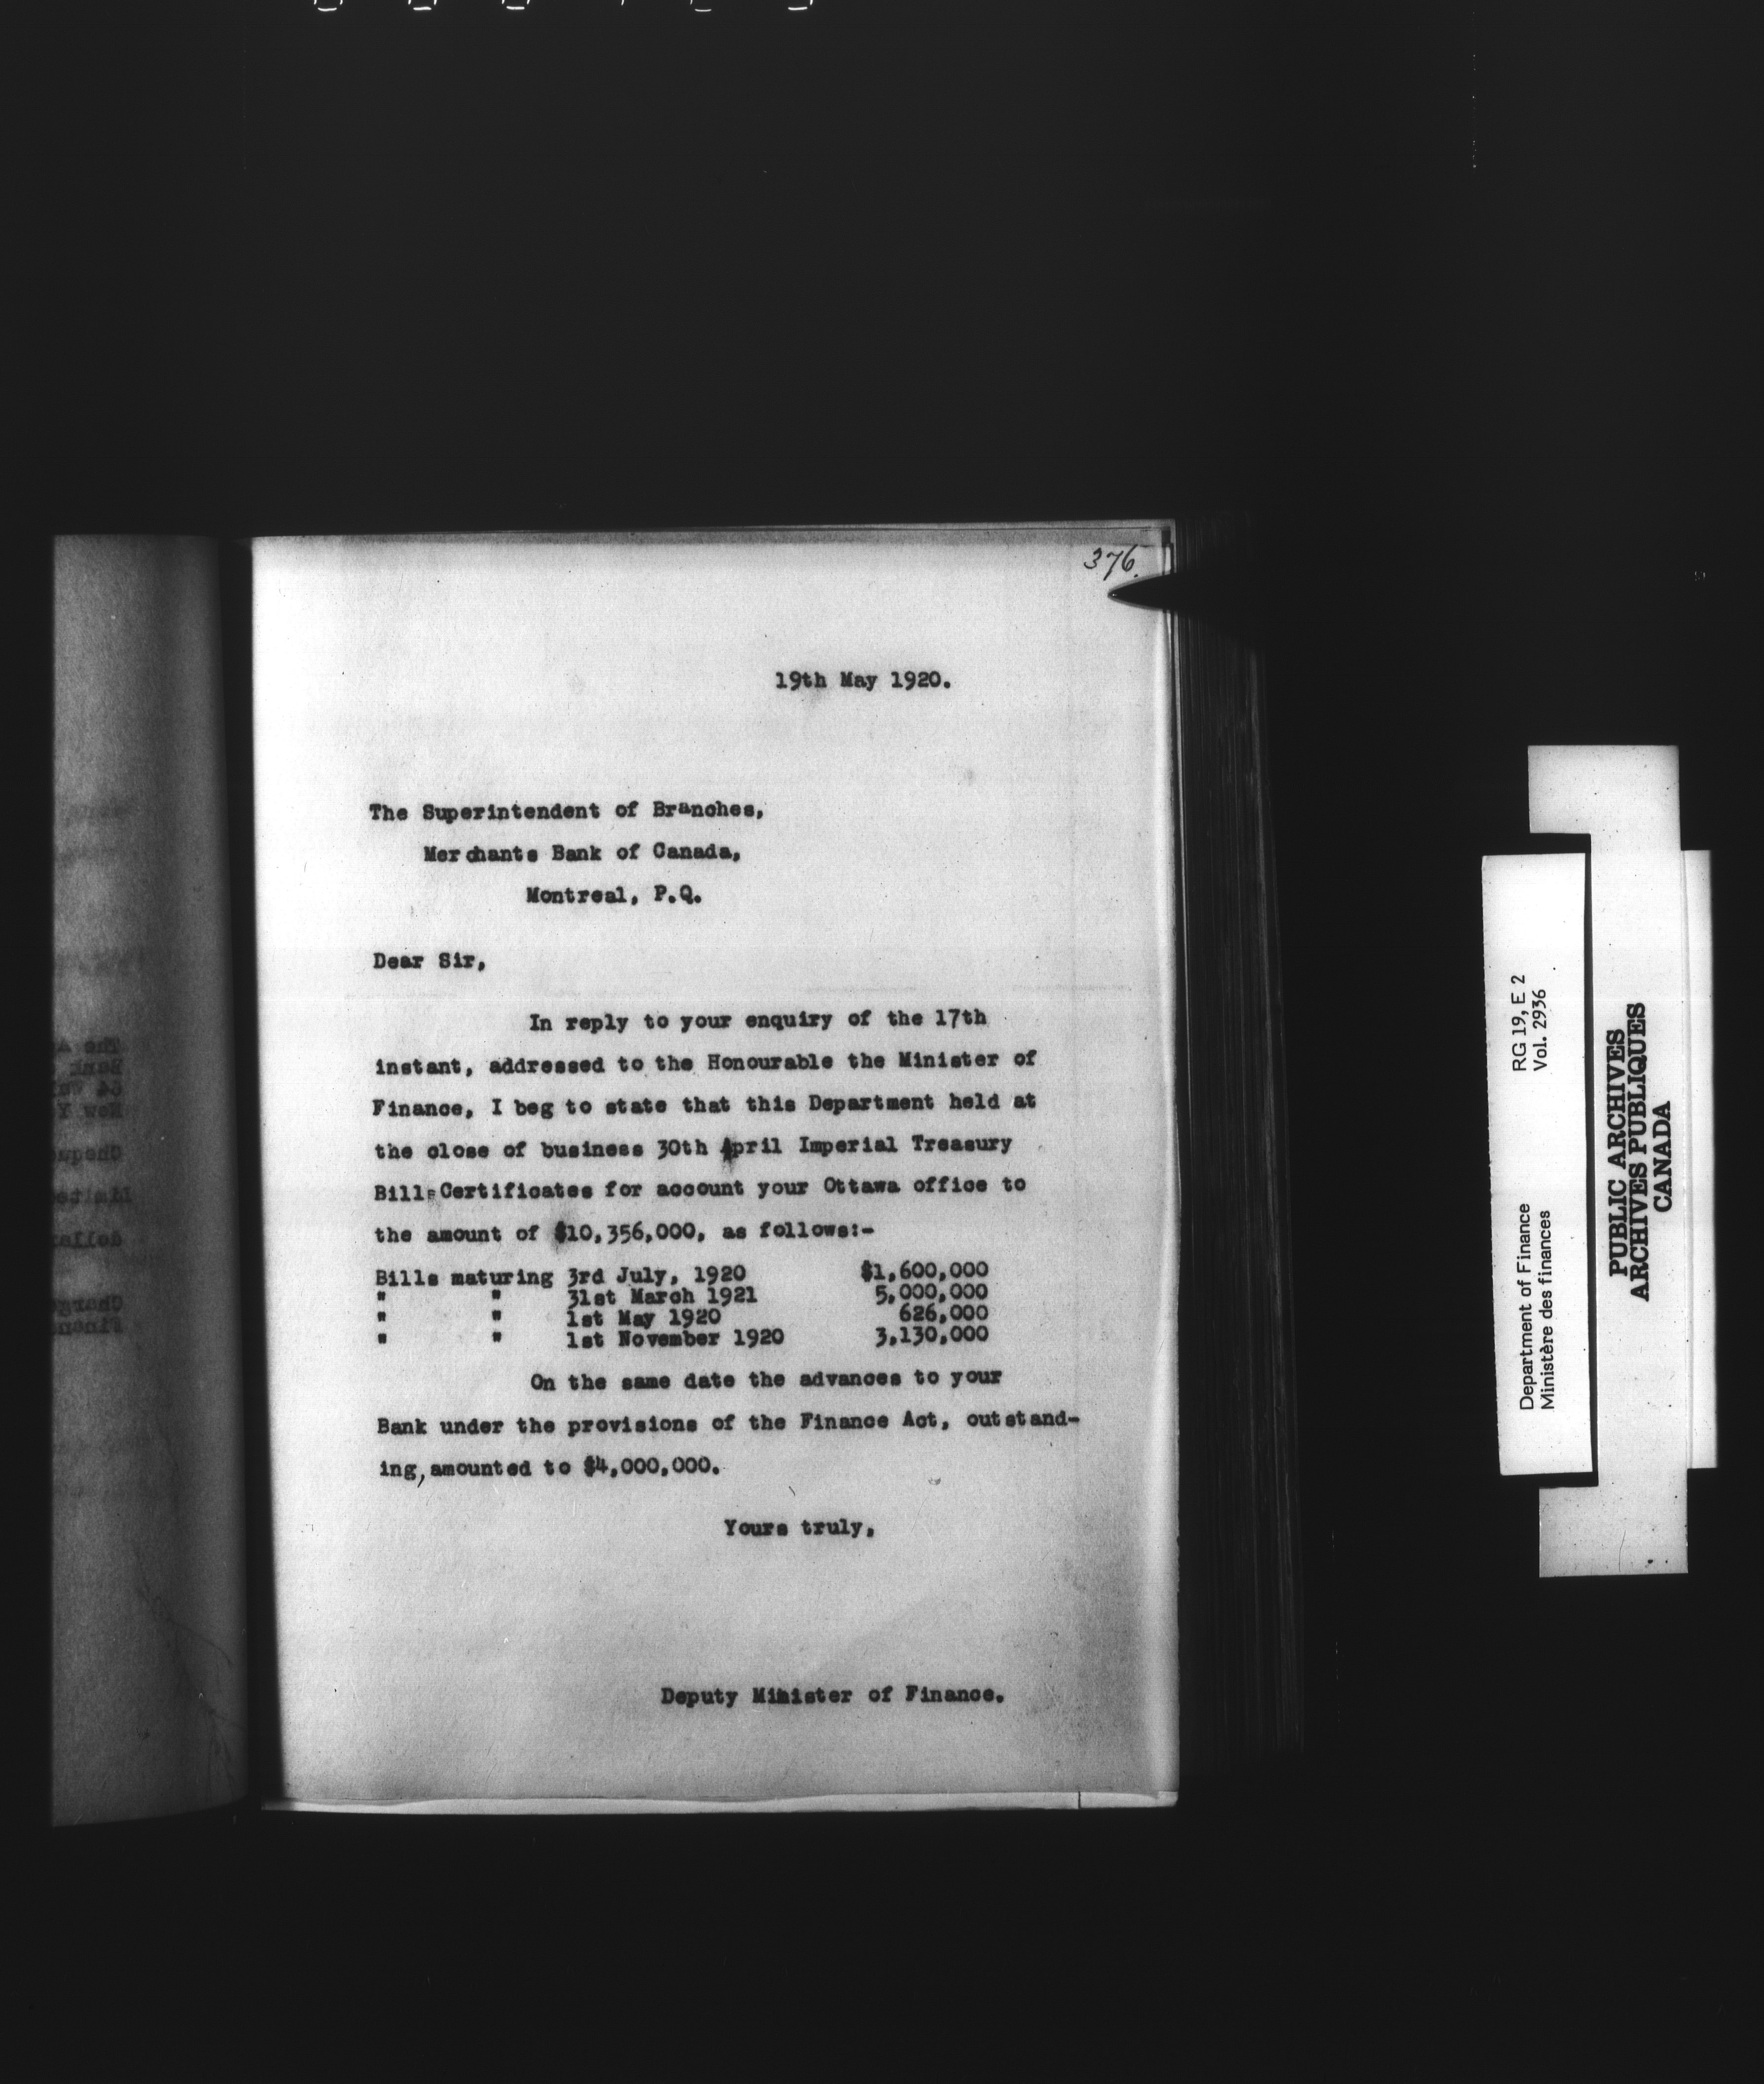 376.
19th May 1920.
The Superintendent of Branches,
Merchants Bank of Canada,
Montreal, P.Q.
Dear Sir,
In reply to your enquiry of the 17th
instant, addressed to the Honourable the Minister of
Finance, I beg to state that this Department held at
the close of business 30th April Imperial Treasury
Bill Certificates for account your Ottawa office to
the amount of $10,356,000, as follows:-
Bills maturing 3rd July, 1920 $1,600,000
" " 31st March 1921 5,000,000
" " 1st May 1920 626,000
" " 1st November 1920 3,130,000
On the same date the advances to your
Bank under the provisions of the Finance Act, outstand-
ing, amounted to $4,000,000.
Yours truly,
Deputy Minister of Finance.
Department of Finance RG 19, E 2
Ministère des finances Vol. 2936
PUBLIC ARCHIVES
ARCHIVES PUBLIQUES
CANADA